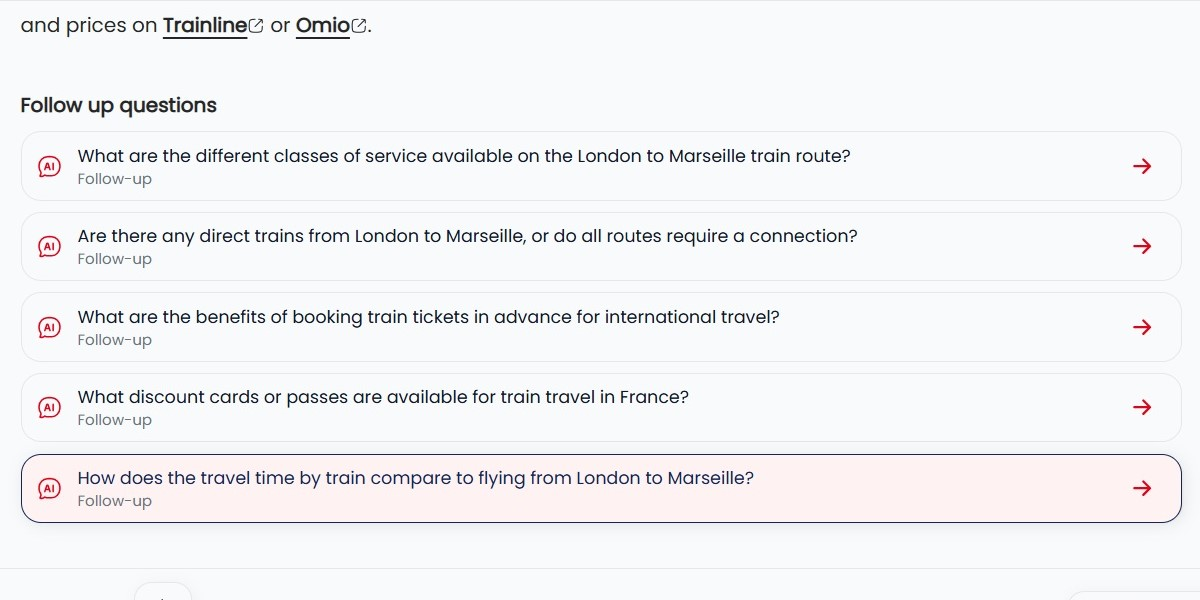 and prices on Trainline or Omio.
Follow up questions
AI
What are the different classes of service available on the London to Marseille train route?
Follow-up
AI
Are there any direct trains from London to Marseille, or do all routes require a connection?
Follow-up
AI
What are the benefits of booking train tickets in advance for international travel?
Follow-up
AI
What discount cards or passes are available for train travel in France?
Follow-up
AI
How does the travel time by train compare to flying from London to Marseille?
Follow-up